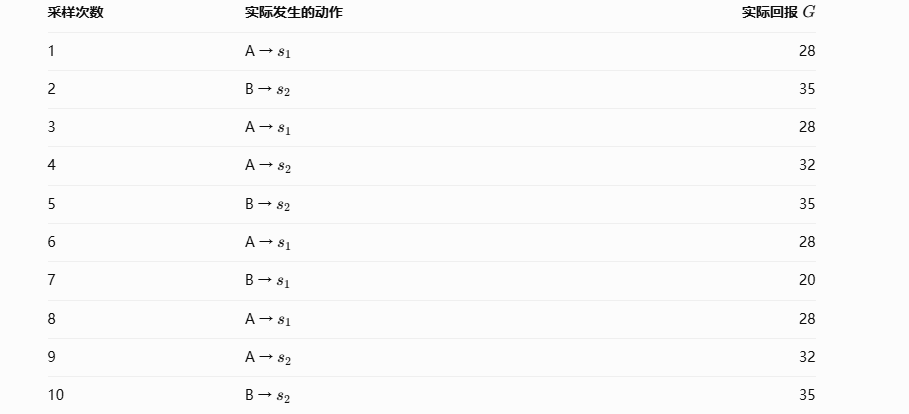 采样次数 实际发生的动作 实际回报 G
1 A → s₁ 28
2 B → s₂ 35
3 A → s₁ 28
4 A → s₂ 32
5 B → s₂ 35
6 A → s₁ 28
7 B → s₁ 20
8 A → s₁ 28
9 A → s₂ 32
10 B → s₂ 35